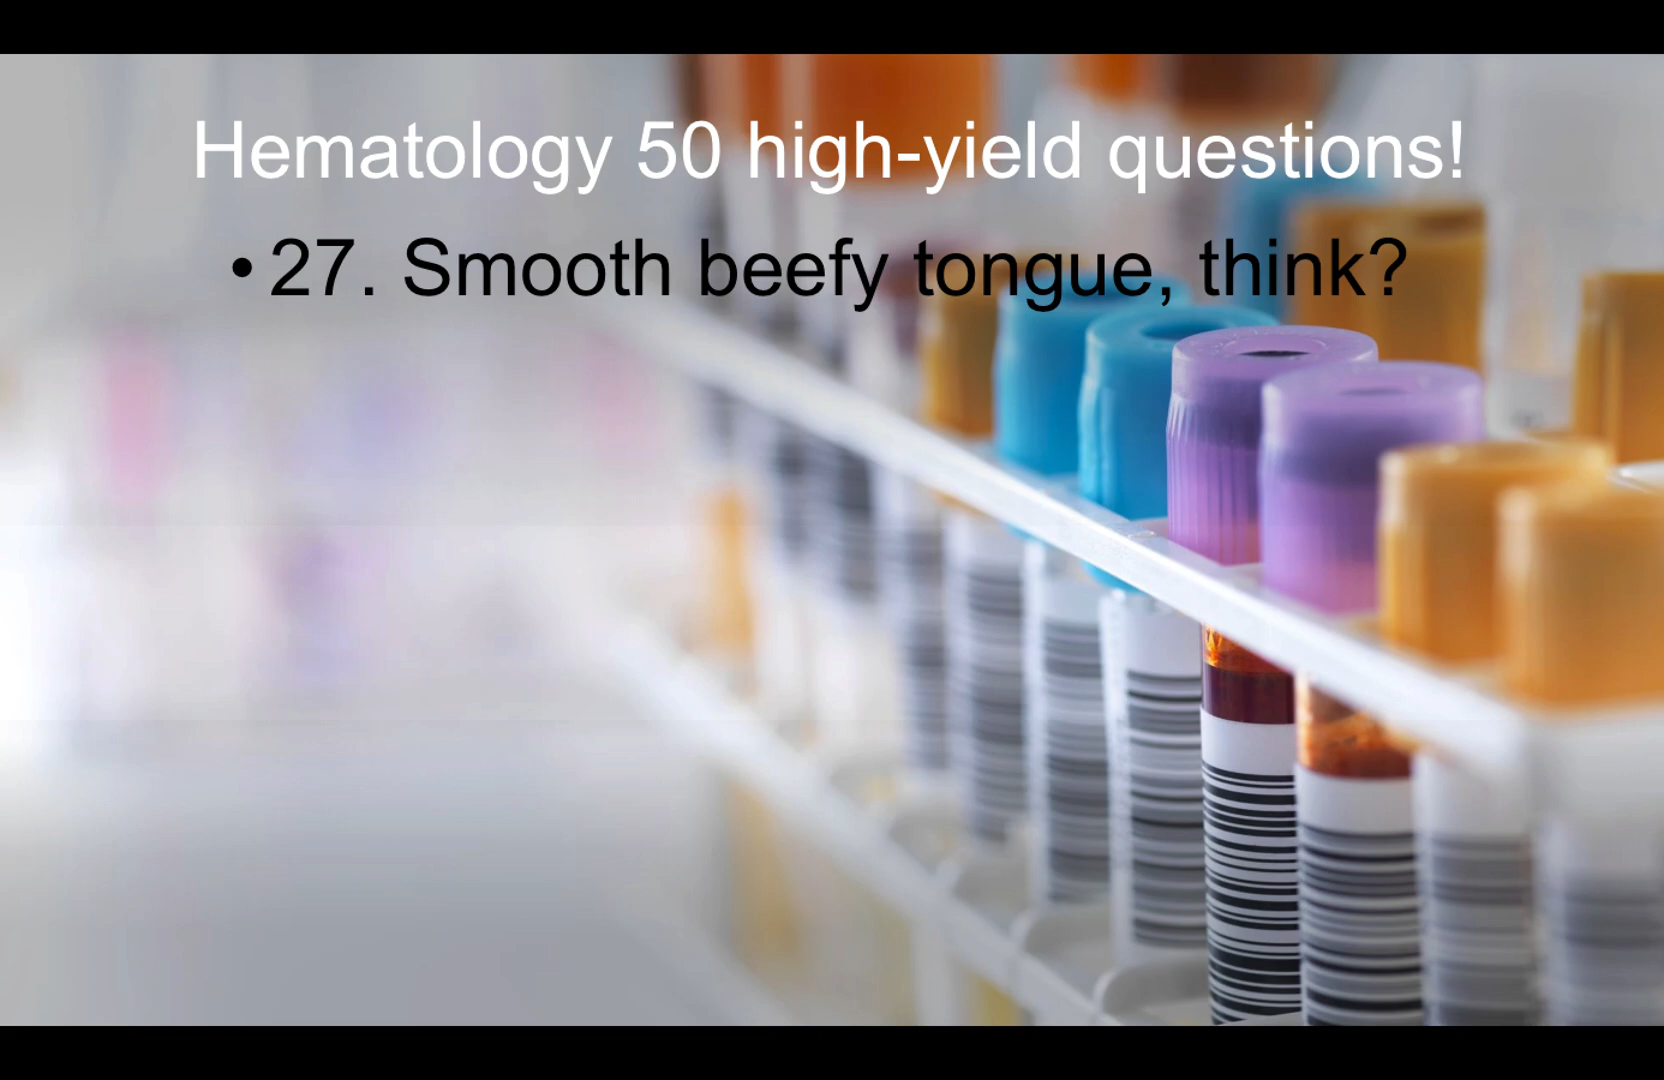 Hematology 50 high-yield questions!
• 27. Smooth beefy tongue, think?